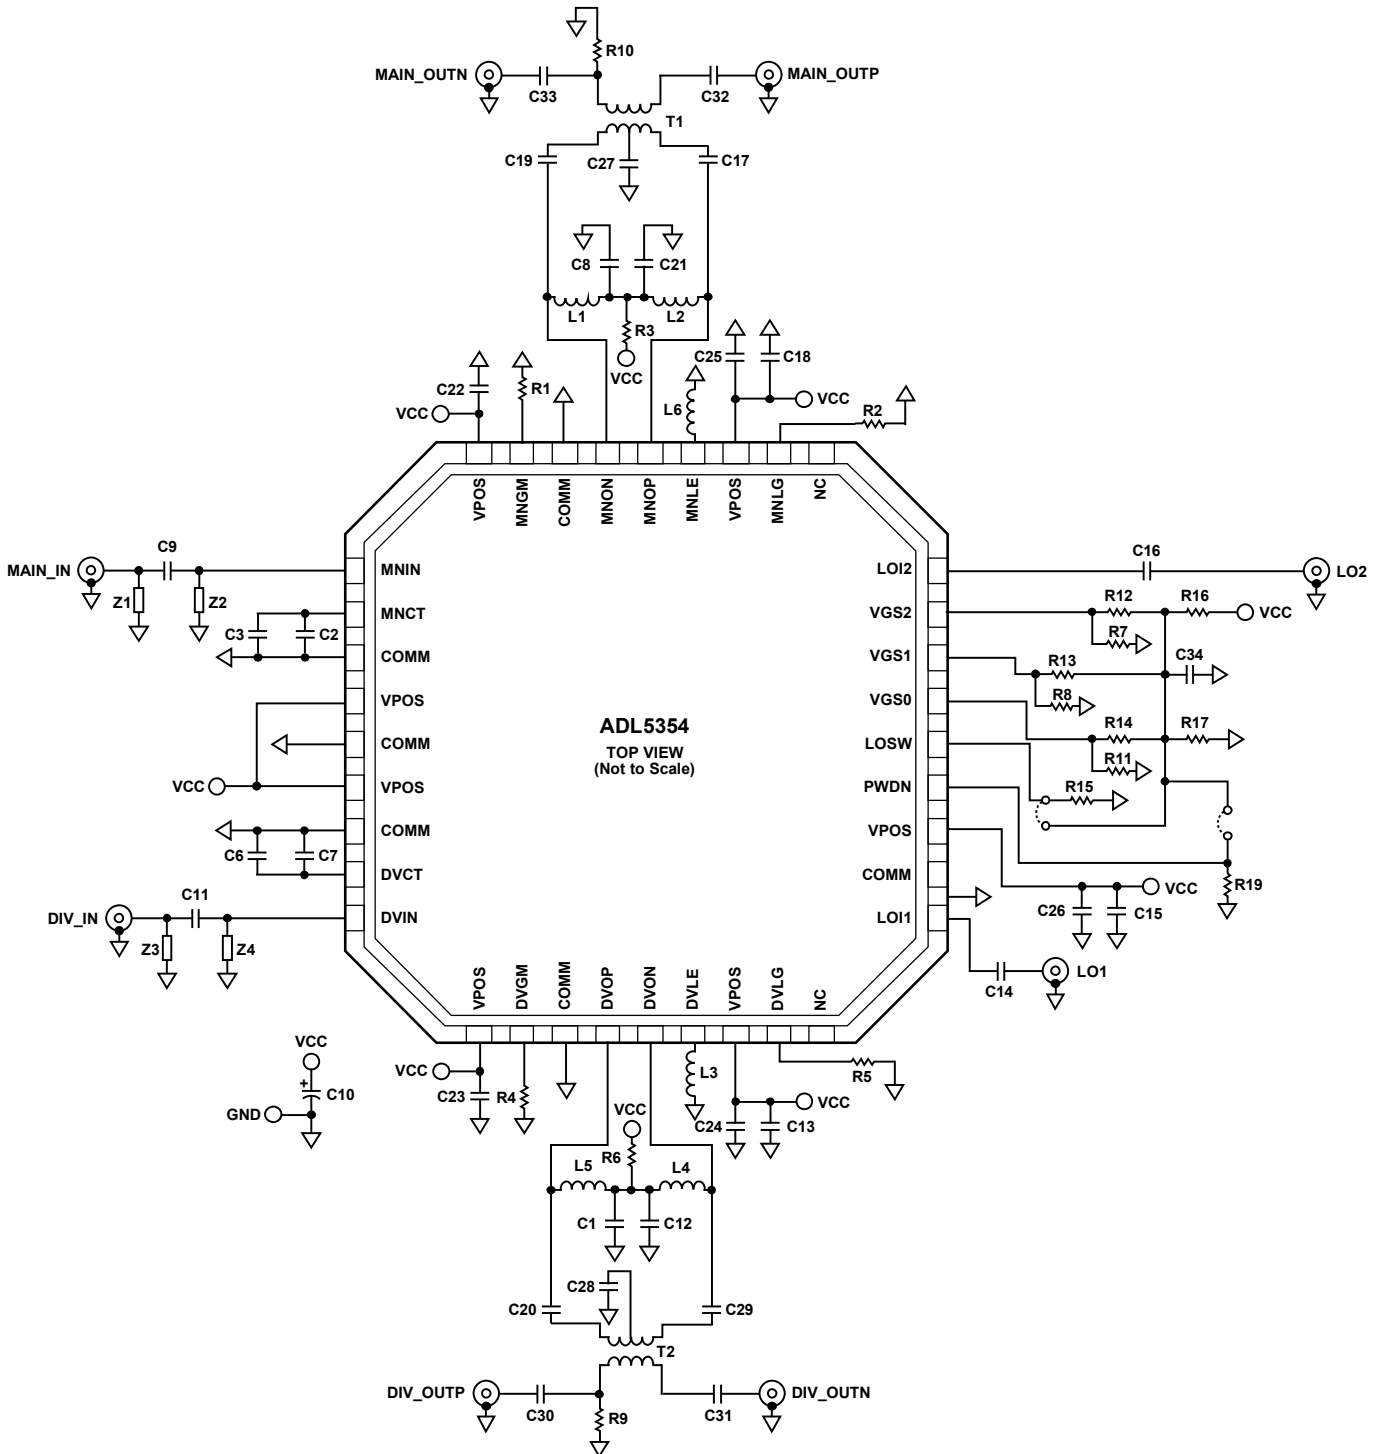 R10
MAIN_OUTN
MAIN_OUTP
C33
C32
T1
C19
C27
C17
C8
C21
L1
R3
L2
VCC
C25
C18
C22
R1
L6
VCC
R2
VCC
VPOS
MNGM
COMM
MNON
MNOP
MNLE
VPOS
MNLG
NC
C9
MAIN_IN
Z1
Z2
MNIN
C3
C2
MNCT
COMM
VPOS
COMM
VCC
VPOS
COMM
C6
C7
DVCT
C11
DIV_IN
Z3
Z4
DVIN
ADL5354
TOP VIEW
(Not to Scale)
LOI2
VGS2
VGS1
VGS0
LOSW
PWDN
VPOS
COMM
LOI1
C16
LO2
R12
R16
VCC
R7
R13
C34
R8
R14
R17
R11
R15
R19
VCC
C26
C15
C14
LO1
VPOS
DVGM
COMM
DVOP
DVON
DVLE
VPOS
DVLG
NC
VCC
+
C10
GND
VCC
C23
R4
L3
R5
VCC
C24
C13
VCC
R6
L5
L4
C1
C12
C28
C20
C29
T2
DIV_OUTP
DIV_OUTN
C30
R9
C31